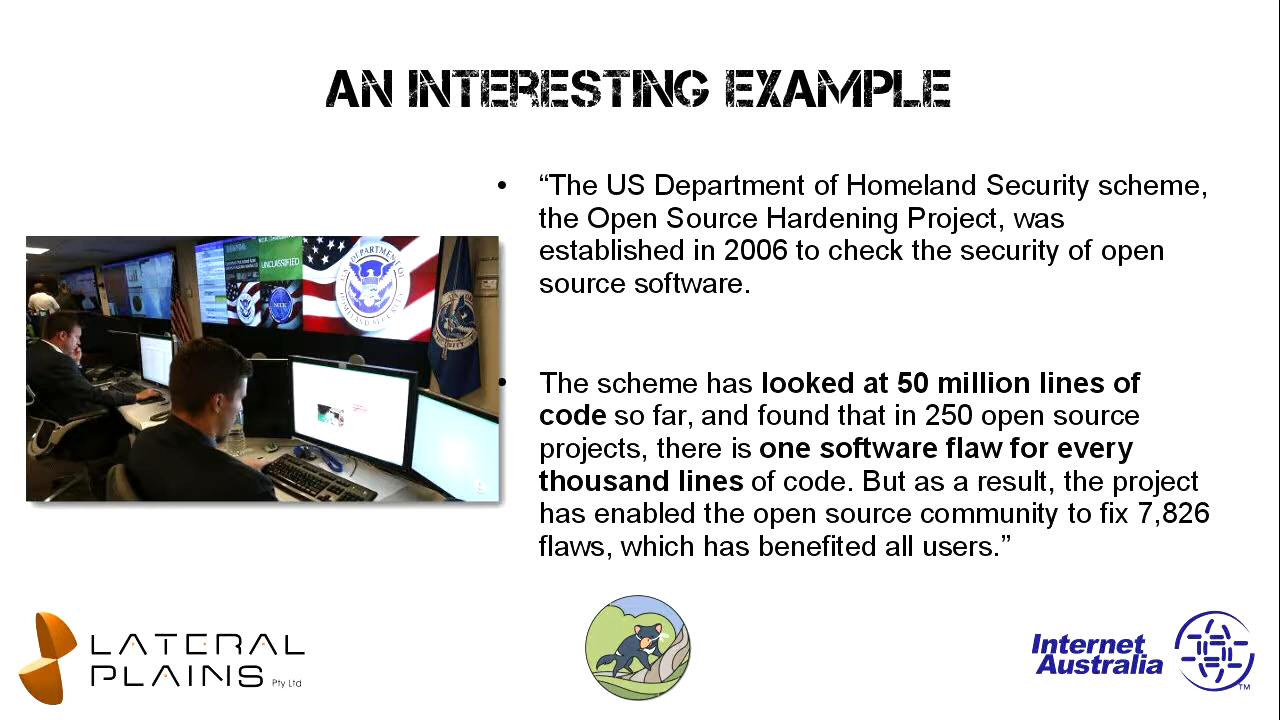 AN INTERESTING EXAMPLE
• “The US Department of Homeland Security scheme,
the Open Source Hardening Project, was
established in 2006 to check the security of open
source software.
• The scheme has looked at 50 million lines of
code so far, and found that in 250 open source
projects, there is one software flaw for every
thousand lines of code. But as a result, the project
has enabled the open source community to fix 7,826
flaws, which has benefited all users.”
UNCLASSIFIED
LATERAL
PLAINS Pty Ltd
Internet
Australia
TM